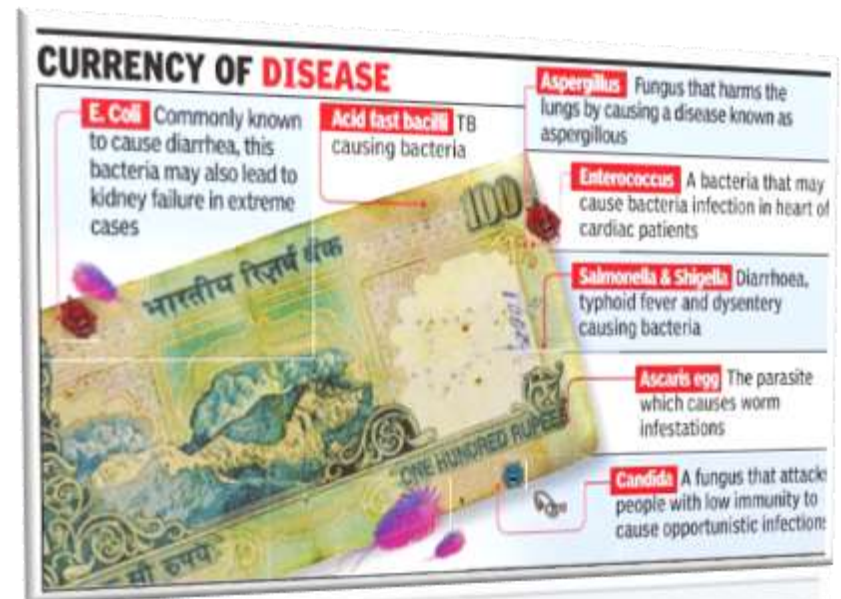 CURRENCY OF DISEASE
E. Coli Commonly known
to cause diarrhea, this
bacteria may also lead to
kidney failure in extreme
cases
Acid fast bacilli TB
causing bacteria
Aspergillus Fungus that harms the
lungs by causing a disease known as
aspergillous
Enterococcus A bacteria that may
cause bacteria infection in heart of
cardiac patients
Salmonella & Shigella Diarrhoea,
typhoid fever and dysentery
causing bacteria
Ascaris egg The parasite
which causes worm
infestations
Candida A fungus that attacks
people with low immunity to
cause opportunistic infections
100
भारतीय रिज़र्व बैंक
ONE HUNDRED RUPEES
सौ रुपये